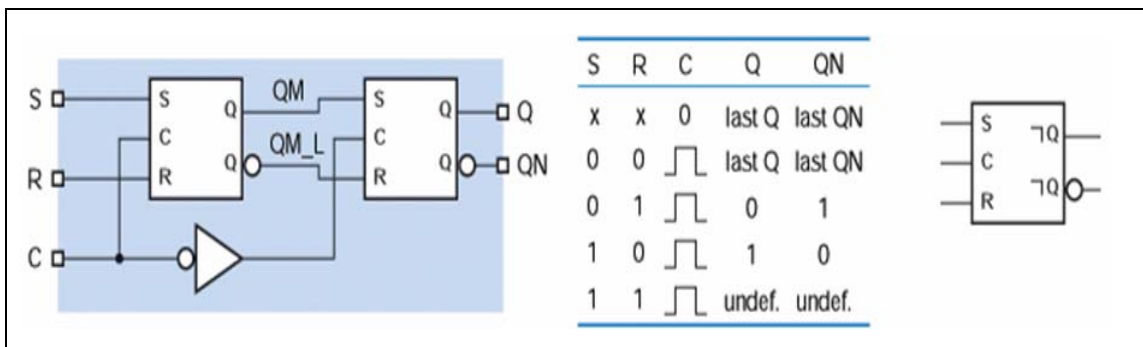 S
R
C
S
C
R
Q
Q
QM
QM_L
S
C
R
Q
Q
Q
QN
S R C Q QN
x x 0 last Q last QN
0 0 last Q last QN
0 1 0 1
1 0 1 0
1 1 undef. undef.
S
C
R
¬Q
¬Q